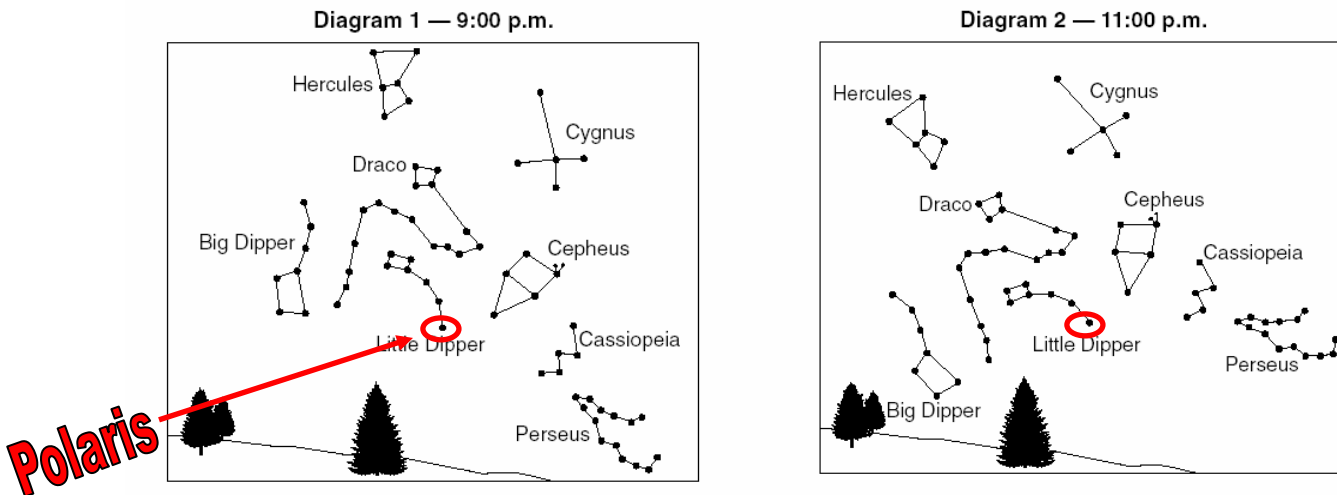 Diagram 1 — 9:00 p.m.
Hercules
Cygnus
Draco
Big Dipper
Cepheus
Little Dipper
Cassiopeia
Perseus
Polaris
Diagram 2 — 11:00 p.m.
Hercules
Cygnus
Draco
Cepheus
Cassiopeia
Little Dipper
Perseus
Big Dipper